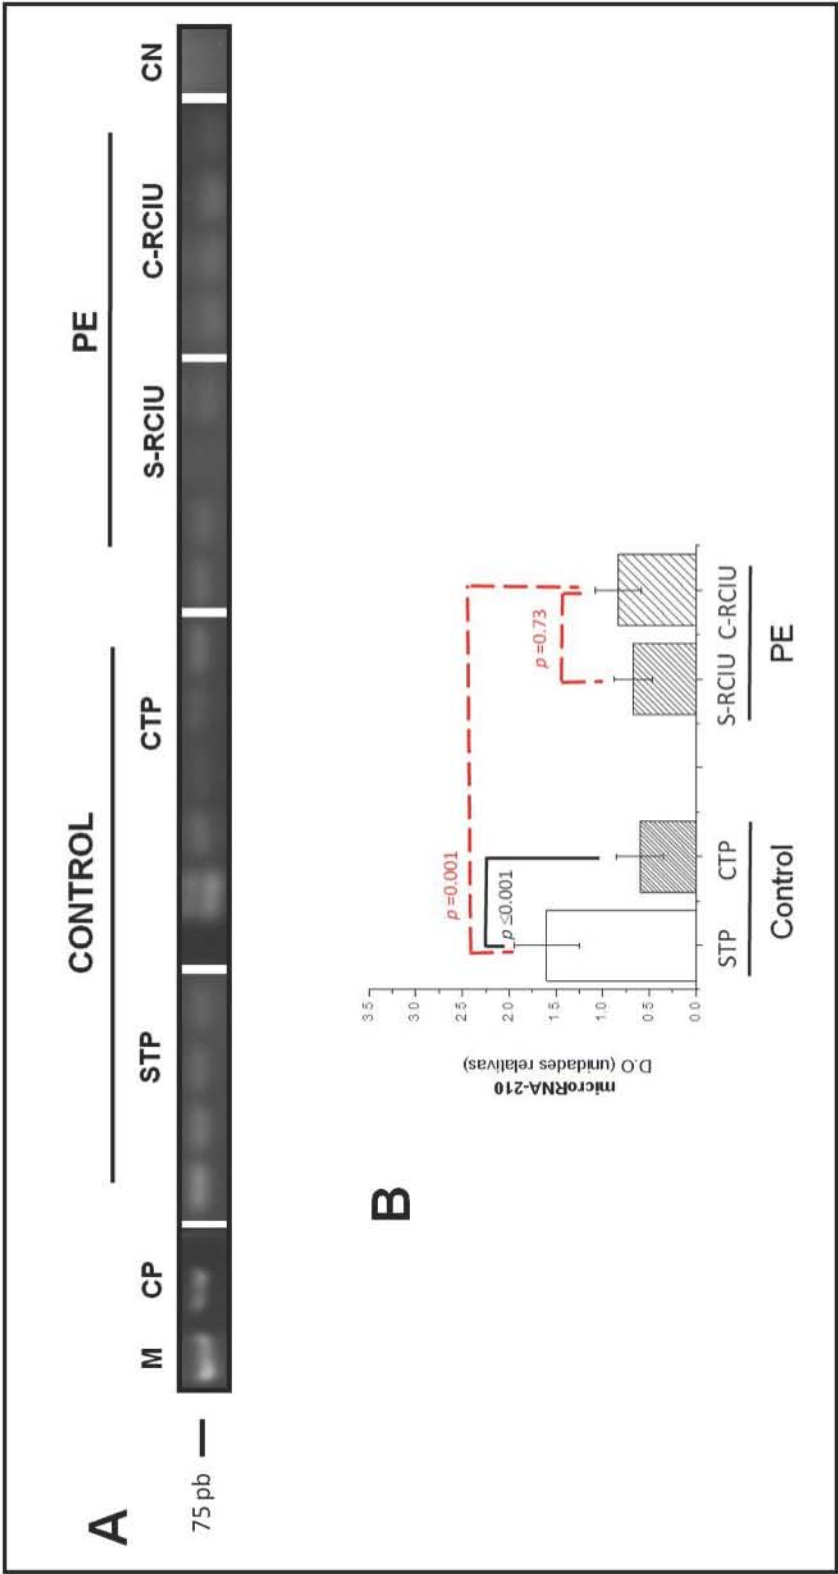 A
CONTROL
PE
M
CP
STP
CTP
S-RCIU
C-RCIU
CN
75 pb
B
microRNA-210
D.O (unidades relativas)
3.5
3.0
2.5
2.0
1.5
1.0
0.5
0.0
p =0.001
p ≤0.001
p =0.73
STP
CTP
S-RCIU
C-RCIU
Control
PE